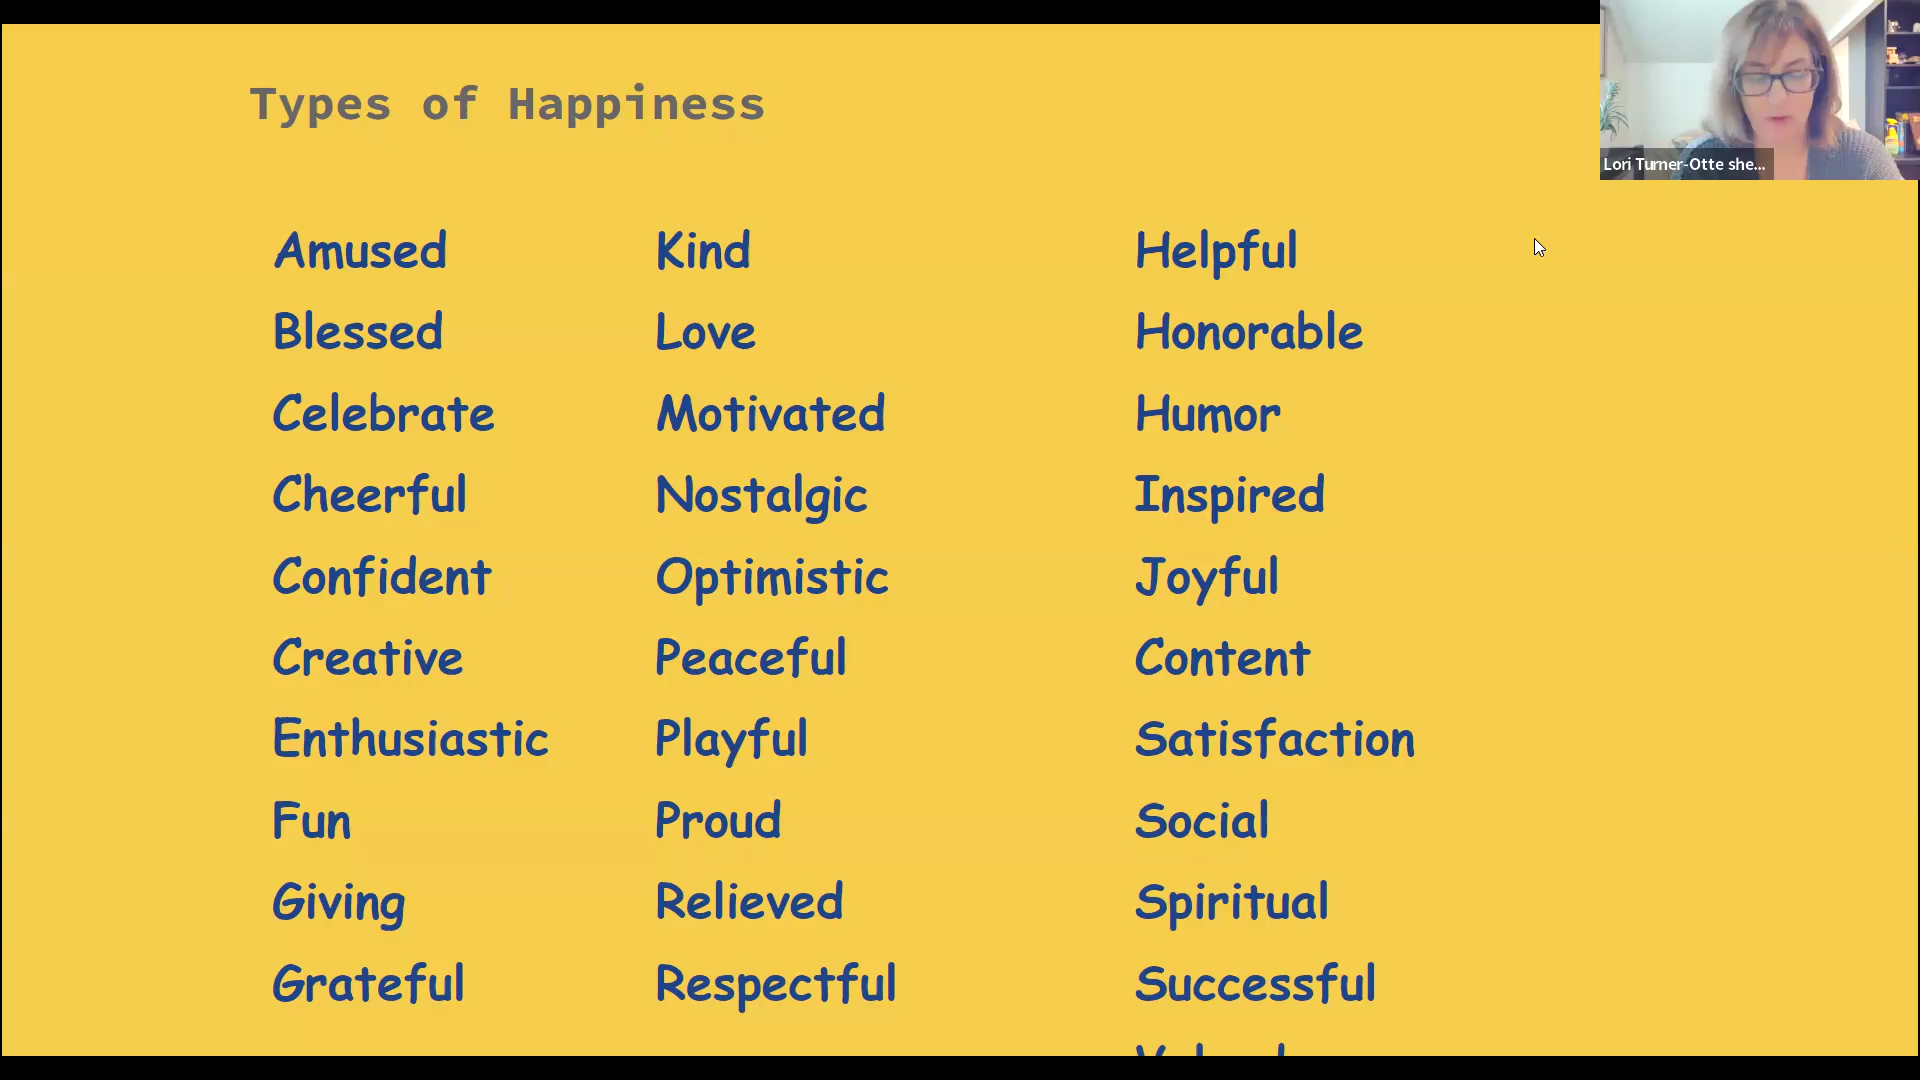 Types of Happiness
Amused
Blessed
Celebrate
Cheerful
Confident
Creative
Enthusiastic
Fun
Giving
Grateful
Kind
Love
Motivated
Nostalgic
Optimistic
Peaceful
Playful
Proud
Relieved
Respectful
Helpful
Honorable
Humor
Inspired
Joyful
Content
Satisfaction
Social
Spiritual
Successful
Lori Turner-Otte she...